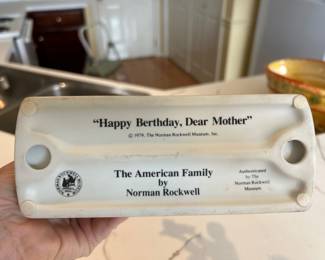 “Happy Berthday, Dear Mother”
© 1979. The Norman Rockwell Museum, Inc.
The American Family
by
Norman Rockwell
Authenticated
by The
Norman Rockwell
Museum